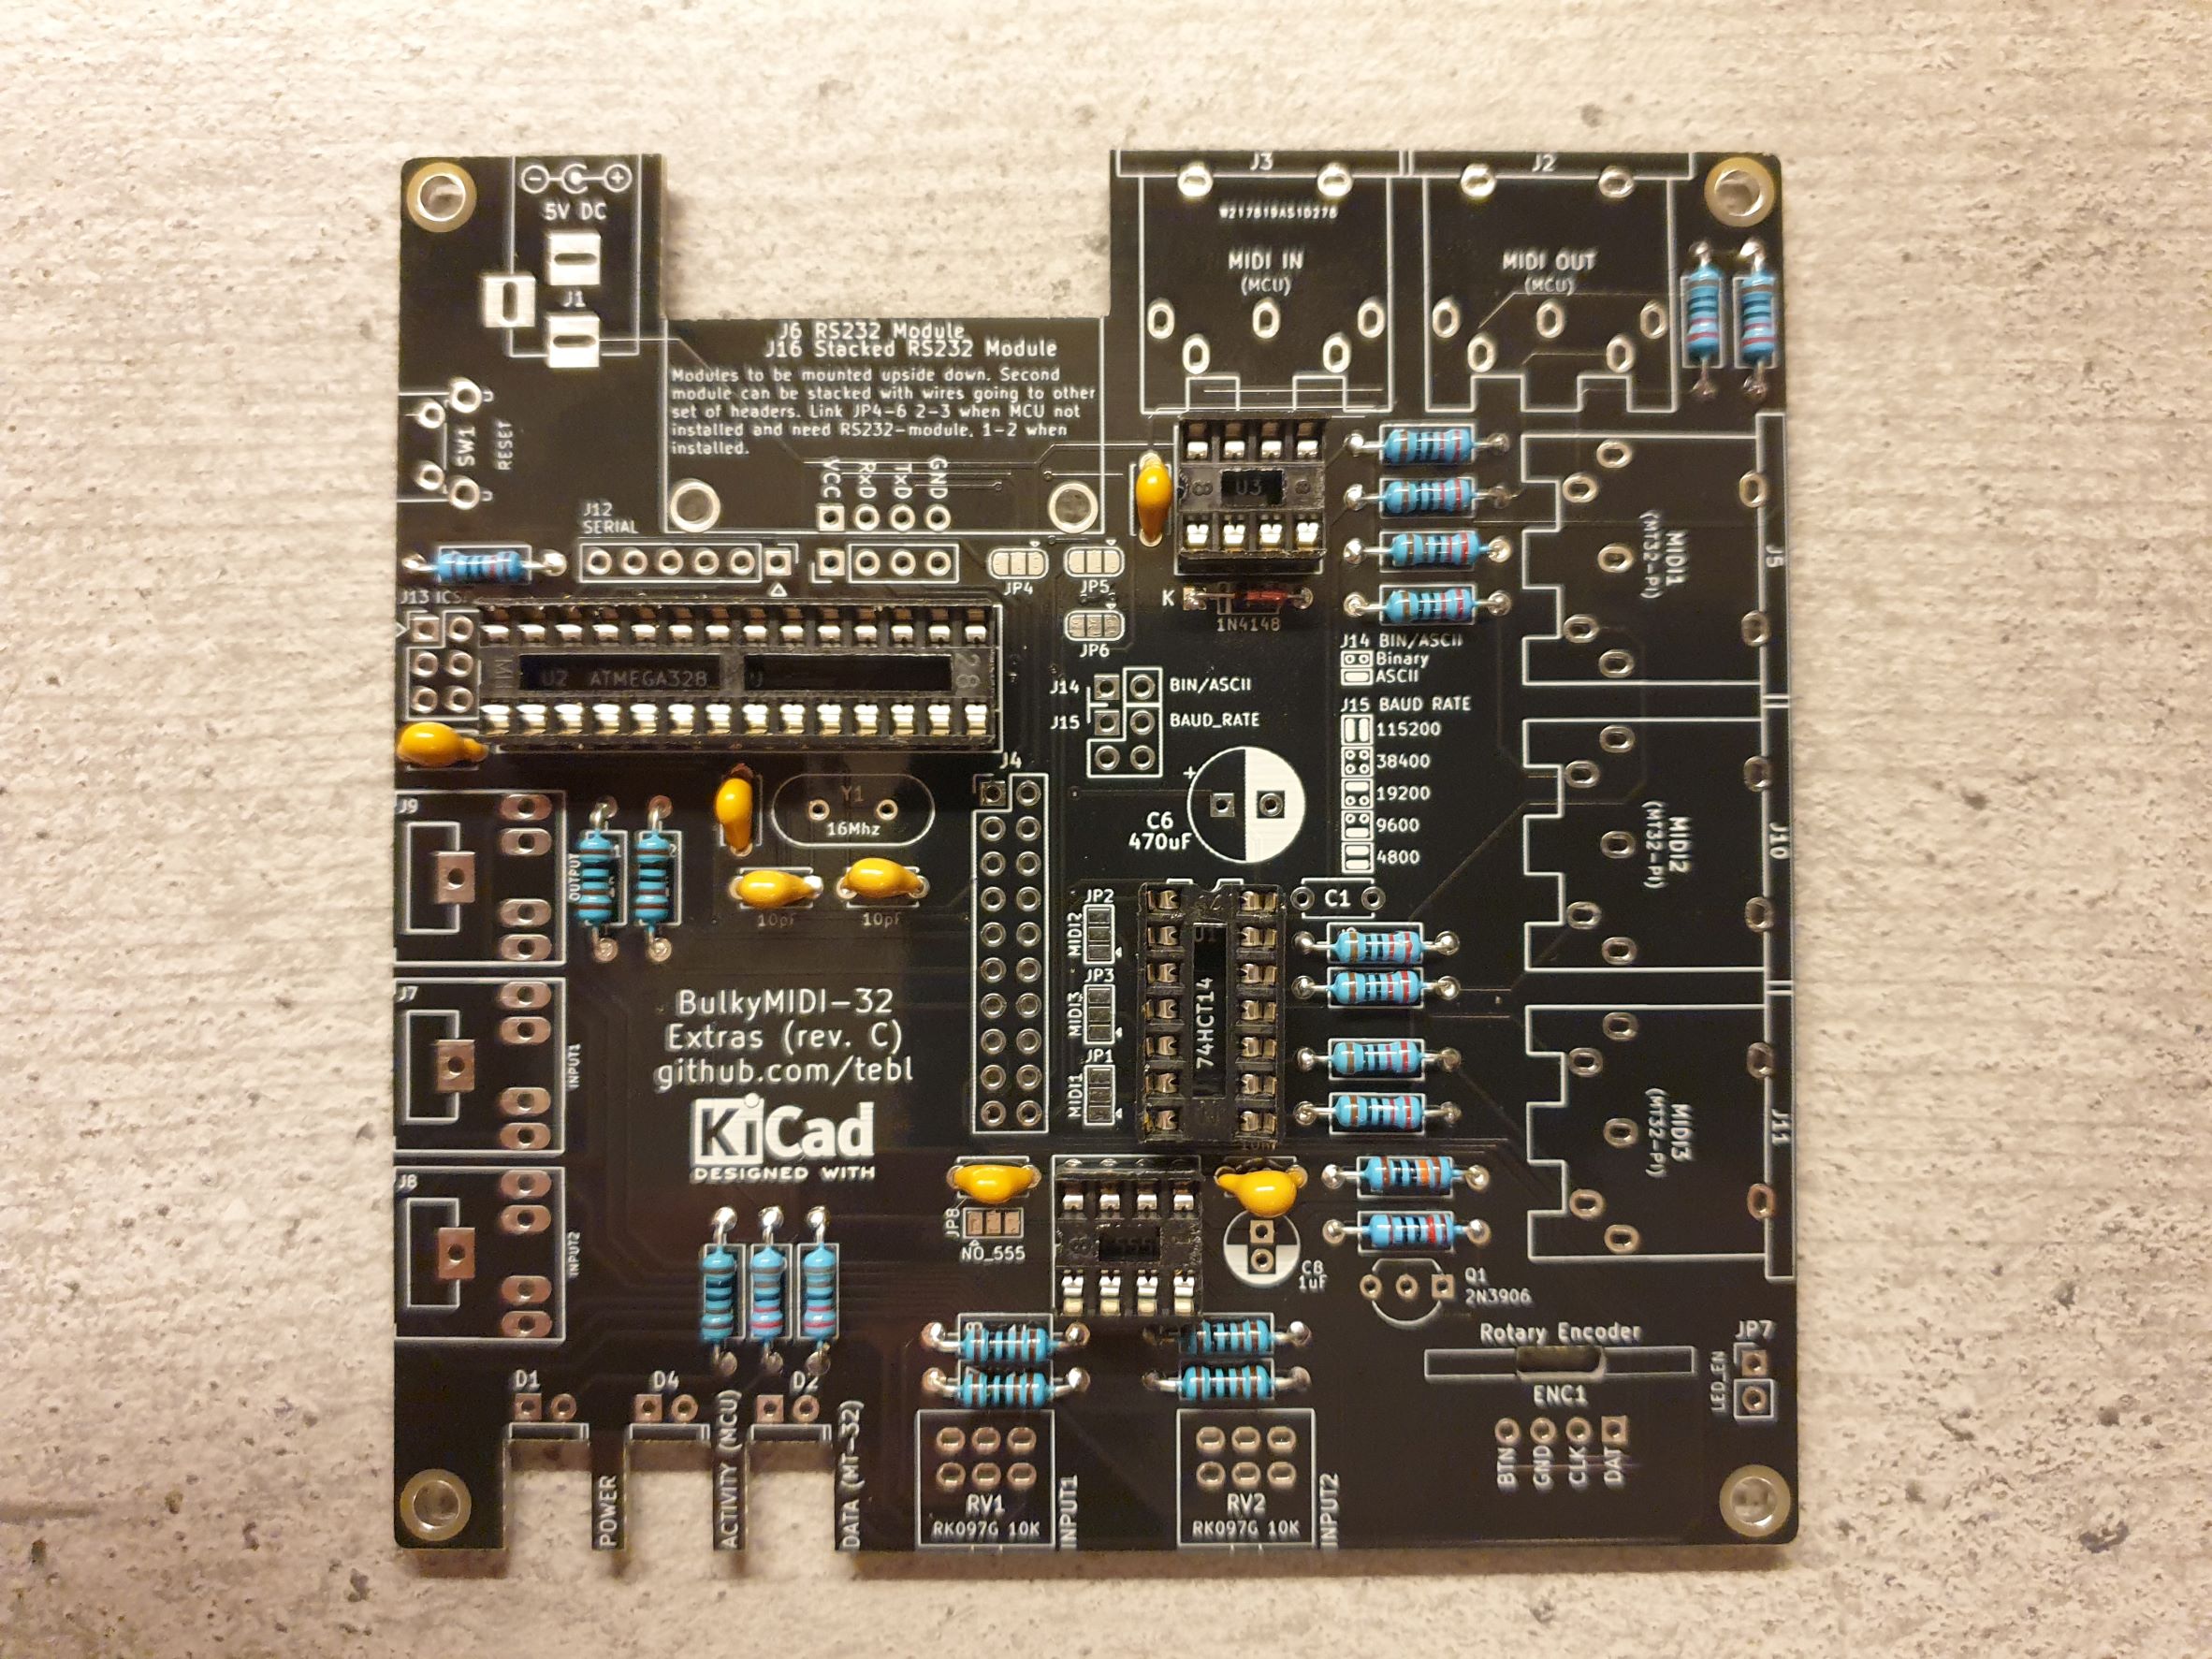 5V DC
J1
J3
W217819AS1D278
MIDI IN
(MCU)
J2
MIDI OUT
(MCU)
J6 RS232 Module
J16 Stacked RS232 Module
Modules to be mounted upside down. Second
module can be stacked with wires going to other
set of headers. Link JP4-6 2-3 when MCU not
installed and need RS232-module, 1-2 when
installed.
VCC
RxD
TxD
GND
SW1
RESET
J12
SERIAL
JP4
JP5
JP6
U3
K
1N4148
MIDI1
(MT32-PI)
J5
J13
U2 ATMEGA328
28
J14 BIN/ASCII
Binary
ASCII
J14
BIN/ASCII
J15
BAUD_RATE
J15 BAUD RATE
115200
38400
19200
9600
4800
J4
Y1
16Mhz
10pF
10pF
C6
470uF
+
MIDI2
(MT32-PI)
J10
J9
OUTPUT
J7
INPUT1
J8
INPUT2
JP2
MIDI2
JP3
MIDI3
JP1
MIDI1
U1
74HCT14
C1
BulkyMIDI-32
Extras (rev. C)
github.com/tebl
KiCad
DESIGNED WITH
MIDI3
(MT32-PI)
J11
JP8
NO_555
555
C8
1uF
Q1
2N3906
Rotary Encoder
ENC1
BTN
GND
CLK
DAT
JP7
LED_EN
D1
POWER
D4
ACTIVITY (MCU)
D2
DATA (MT-32)
RV1
RK097G 10K
INPUT1
RV2
RK097G 10K
INPUT2